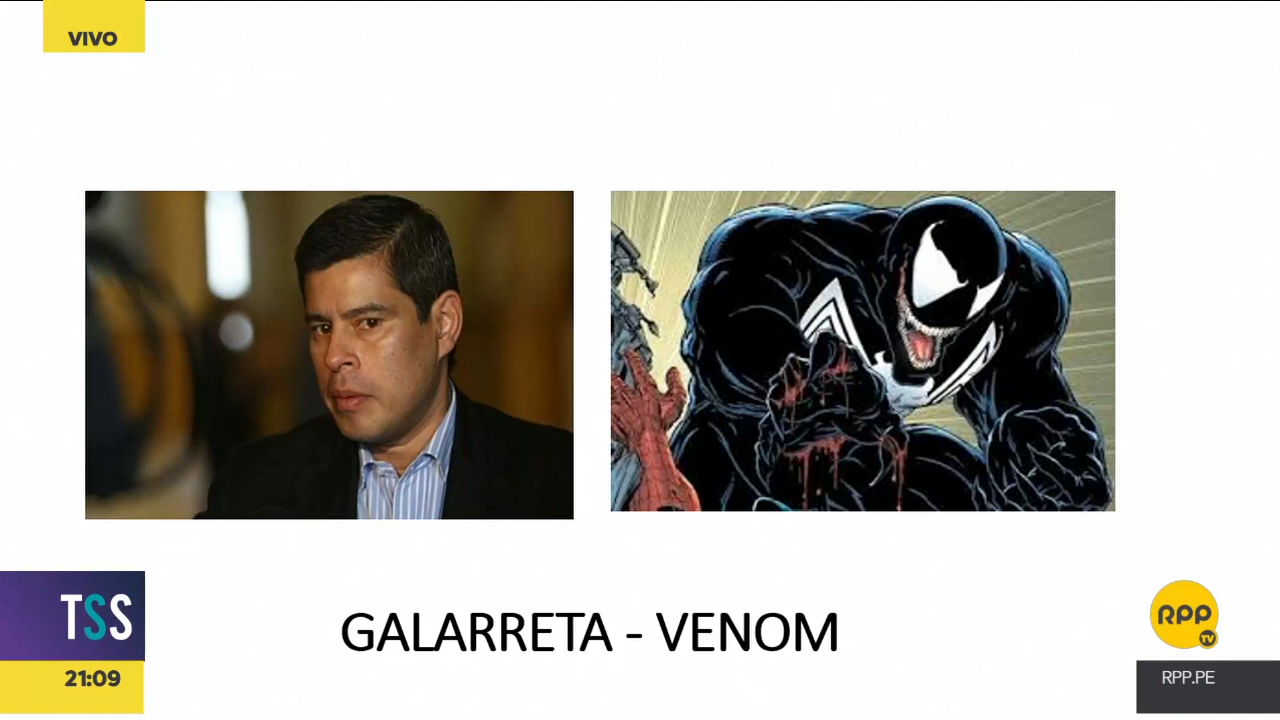 VIVO
GALARRETA - VENOM
TSS
21:09
RPP
TV
RPP.PE